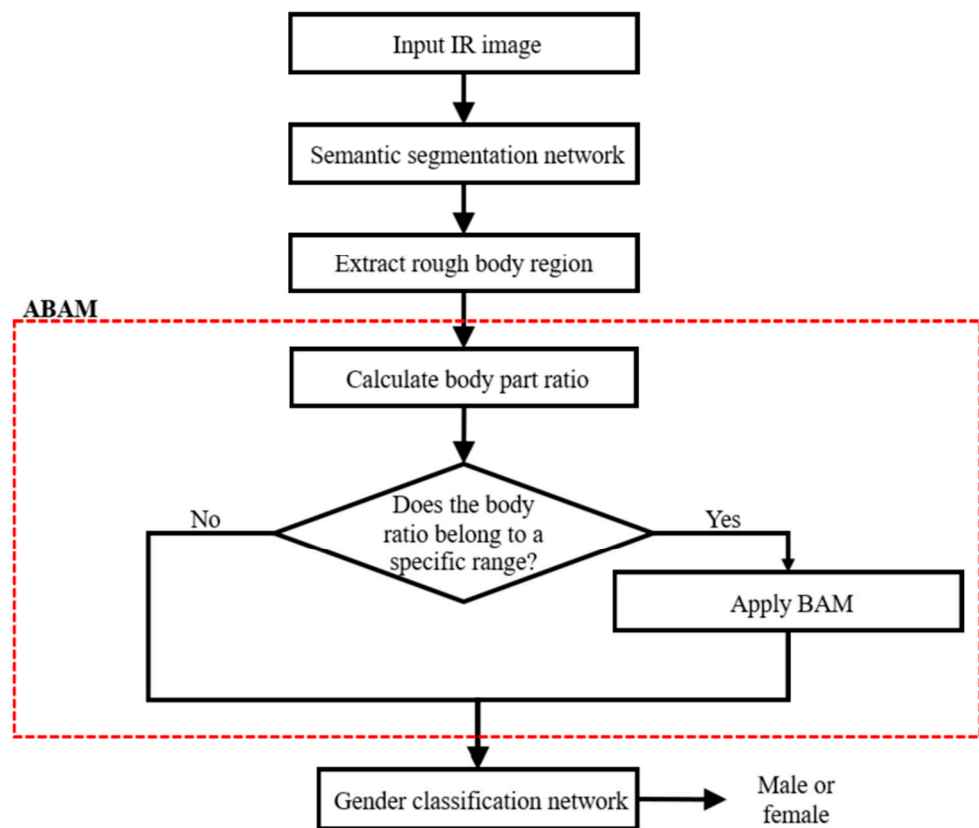 Input IR image
Semantic segmentation network
Extract rough body region
ABAM
Calculate body part ratio
Does the body
ratio belong to a
specific range?
No
Yes
Apply BAM
Gender classification network
Male or
female